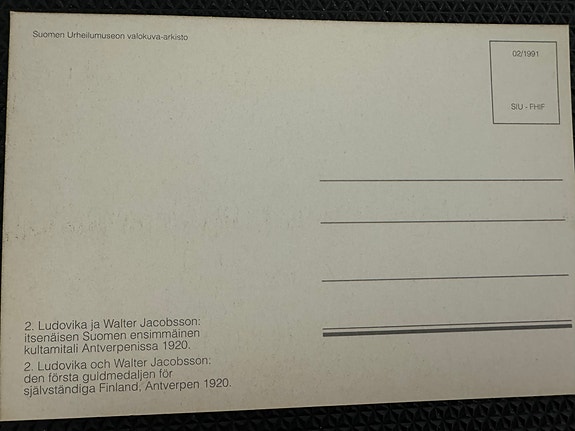 Suomen Urheilumuseon valokuva-arkisto
02/1991
SIU - FHIF
2. Ludovika ja Walter Jacobsson:
itsenäisen Suomen ensimmäinen
kultamitali Antverpenissa 1920.
2. Ludovika och Walter Jacobsson:
den första guldmedaljen för
självständiga Finland, Antverpen 1920.